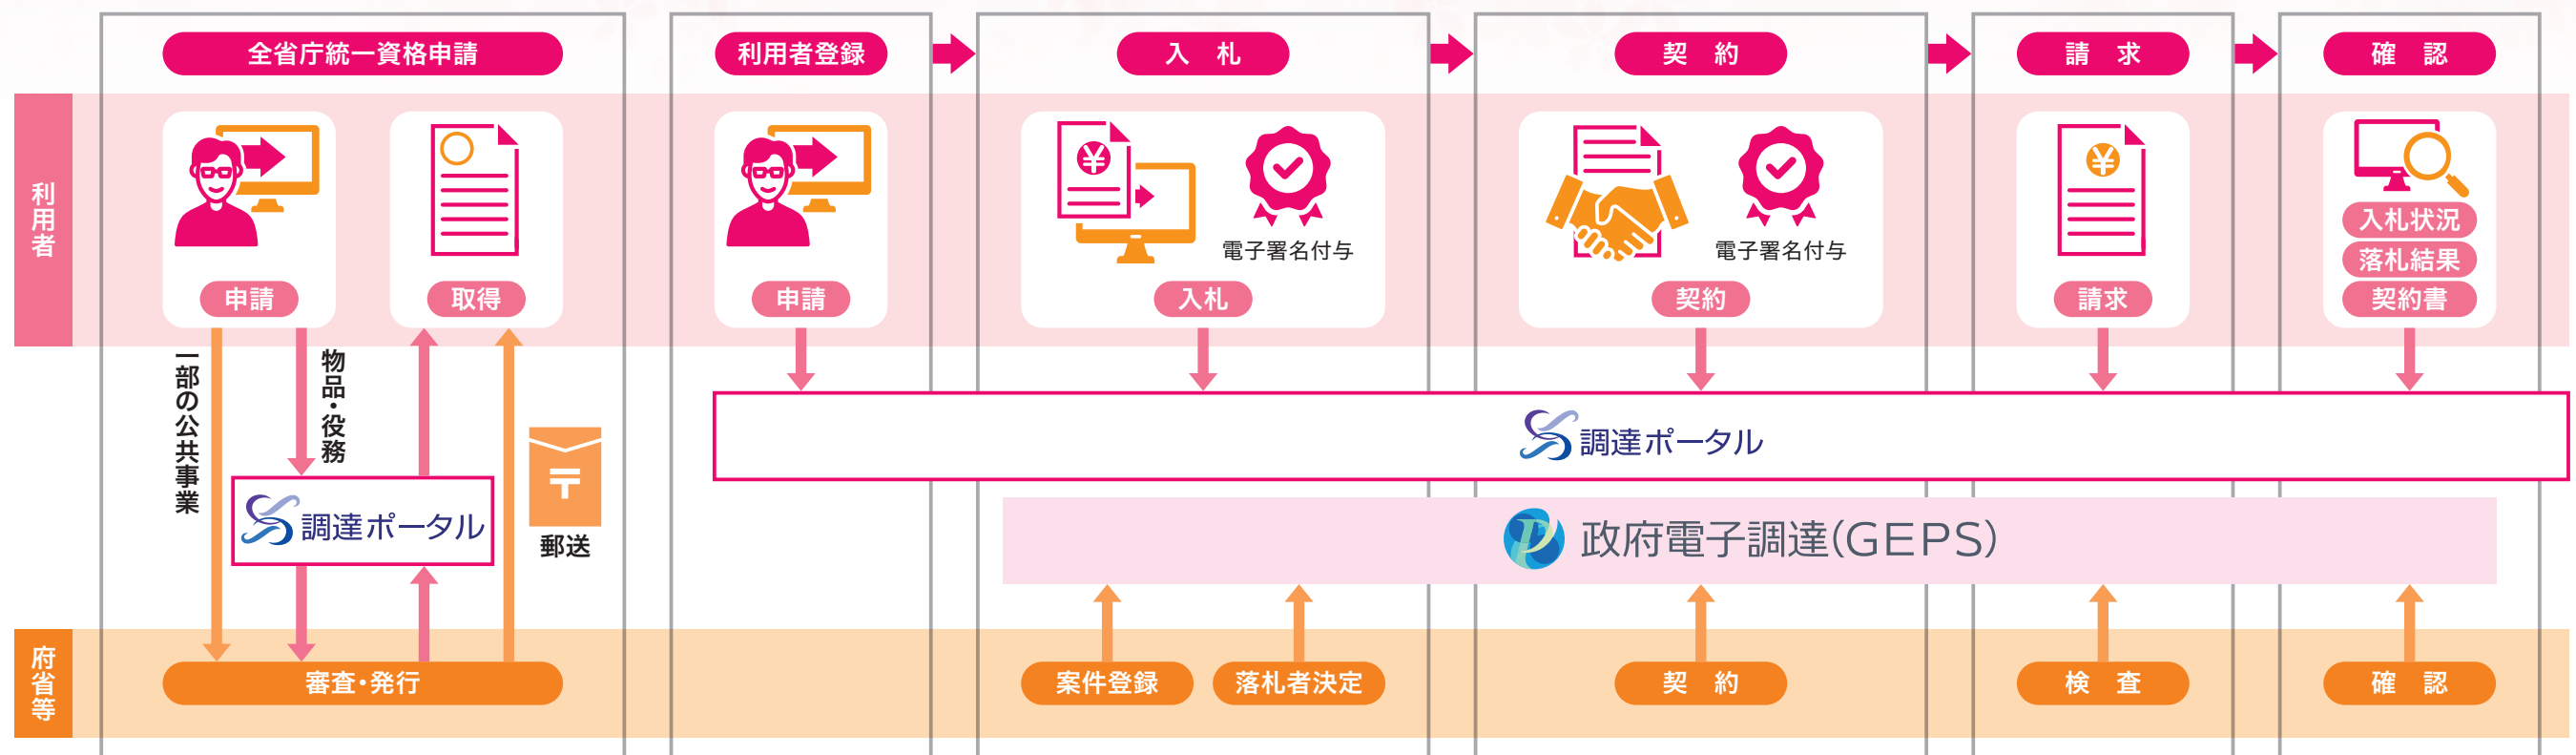 全省庁統一資格申請
利用者登録
入 札
契 約
請 求
確 認
利用者
申請
取得
申請
電子署名付与
入札
電子署名付与
契約
請求
入札状況
落札結果
契約書
一部の公共事業
物品・役務
調達ポータル
郵送
調達ポータル
政府電子調達(GEPS)
府省等
審査・発行
案件登録
落札者決定
契 約
検 査
確 認